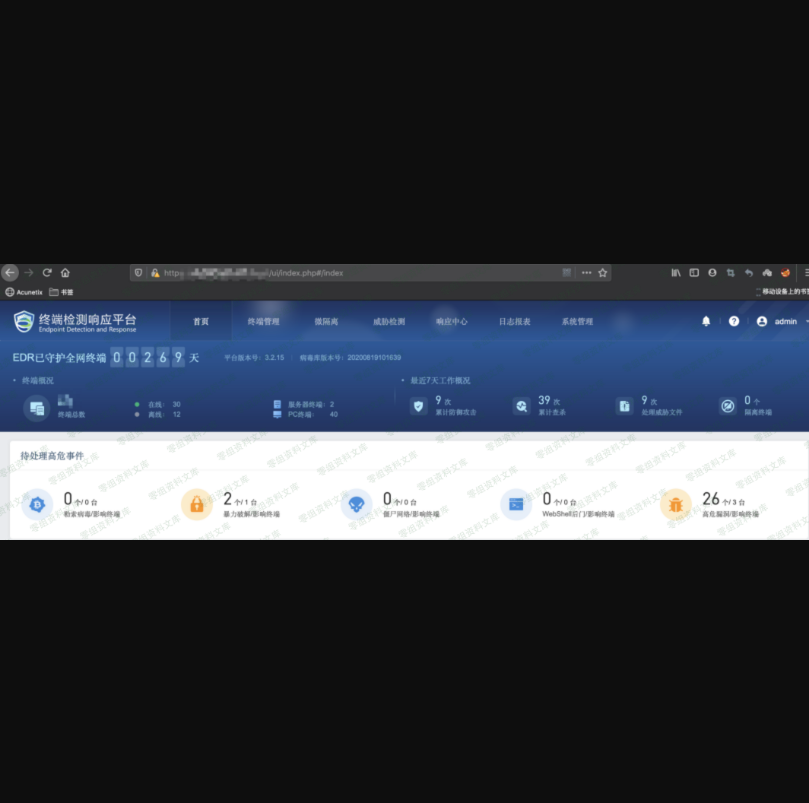 /ui/index.php#/index
Acunetix 书签 移动设备上的书签
终端检测响应平台 首页 终端管理 微隔离 威胁检测 响应中心 日志报表 系统管理 admin
Endpoint Detection and Response
EDR已守护全网终端 0 0 2 6 9 天 平台版本号：3.2.15 病毒库版本号：20200819101639
终端概况 最近7天工作概况
在线：30 服务器终端：2 9 次 39 次 9 次 0 个
终端总数 离线：12 PC终端：40 累计防御攻击 累计查杀 处理威胁文件 隔离终端
待处理高危事件
0 个/0 台 2 个/1 台 0 个/0 台 0 个/0 台 26 个/3 台
勒索病毒/影响终端 暴力破解/影响终端 僵尸网络/影响终端 WebShell后门/影响终端 高危漏洞/影响终端
零组资料文库